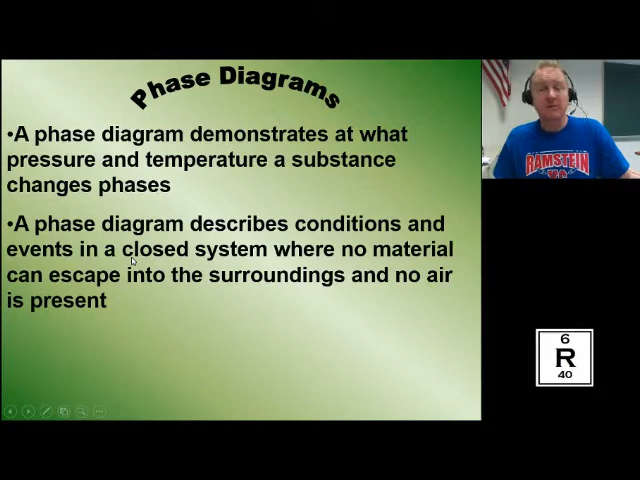 Phase Diagrams
•A phase diagram demonstrates at what
pressure and temperature a substance
changes phases
•A phase diagram describes conditions and
events in a closed system where no material
can escape into the surroundings and no air
is present
RAMSTEIN
6
R
40